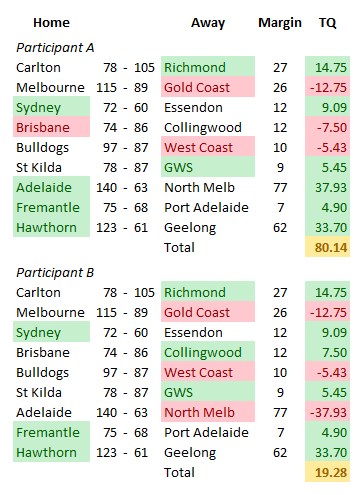 Home Away Margin TQ
Participant A
Carlton 78 - 105 Richmond 27 14.75
Melbourne 115 - 89 Gold Coast 26 -12.75
Sydney 72 - 60 Essendon 12 9.09
Brisbane 74 - 86 Collingwood 12 -7.50
Bulldogs 97 - 87 West Coast 10 -5.43
St Kilda 78 - 87 GWS 9 5.45
Adelaide 140 - 63 North Melb 77 37.93
Fremantle 75 - 68 Port Adelaide 7 4.90
Hawthorn 123 - 61 Geelong 62 33.70
Total 80.14
Participant B
Carlton 78 - 105 Richmond 27 14.75
Melbourne 115 - 89 Gold Coast 26 -12.75
Sydney 72 - 60 Essendon 12 9.09
Brisbane 74 - 86 Collingwood 12 7.50
Bulldogs 97 - 87 West Coast 10 -5.43
St Kilda 78 - 87 GWS 9 5.45
Adelaide 140 - 63 North Melb 77 -37.93
Fremantle 75 - 68 Port Adelaide 7 4.90
Hawthorn 123 - 61 Geelong 62 33.70
Total 19.28